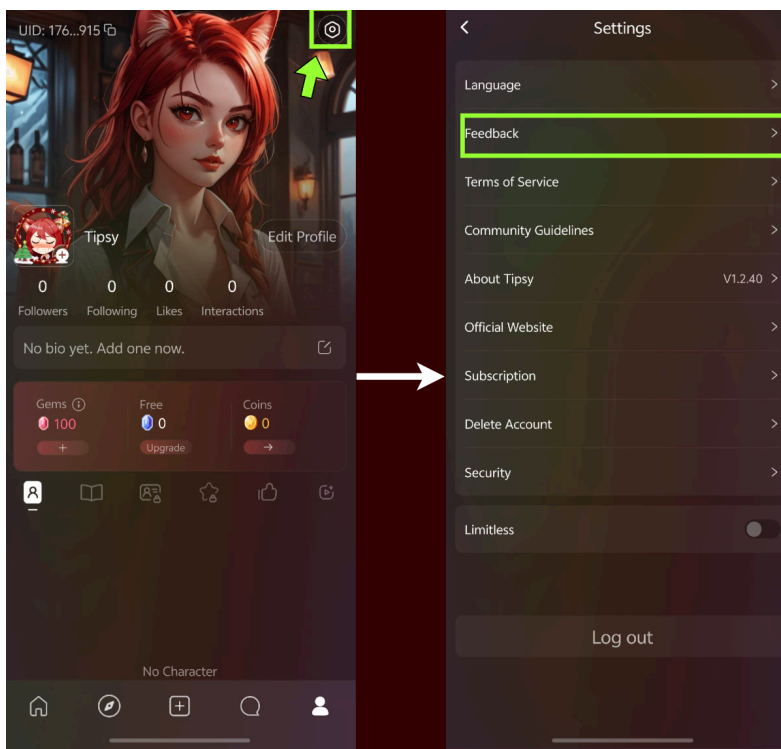 UID: 176...915
Tipsy
Edit Profile
0 0 0 0
Followers Following Likes Interactions
No bio yet. Add one now.
Gems Free Coins
100 0 0
+ Upgrade →
No Character
Settings
Language
Feedback
Terms of Service
Community Guidelines
About Tipsy V1.2.40
Official Website
Subscription
Delete Account
Security
Limitless
Log out